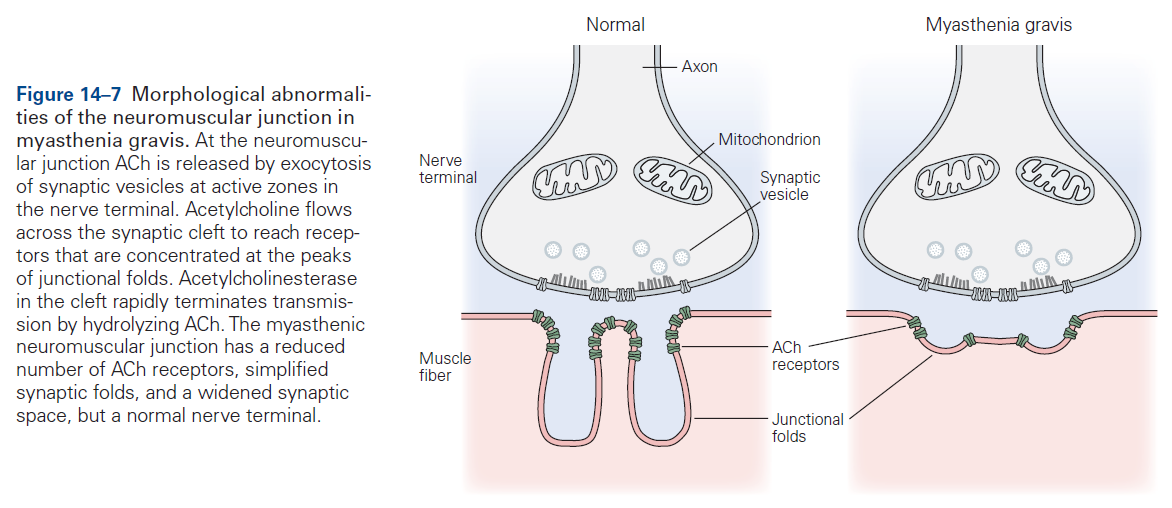 Figure 14–7 Morphological abnormali-
ties of the neuromuscular junction in
myasthenia gravis. At the neuromuscu-
lar junction ACh is released by exocytosis
of synaptic vesicles at active zones in
the nerve terminal. Acetylcholine flows
across the synaptic cleft to reach recep-
tors that are concentrated at the peaks
of junctional folds. Acetylcholinesterase
in the cleft rapidly terminates transmis-
sion by hydrolyzing ACh. The myasthenic
neuromuscular junction has a reduced
number of ACh receptors, simplified
synaptic folds, and a widened synaptic
space, but a normal nerve terminal.
Normal
Axon
Mitochondrion
Nerve
terminal
Synaptic
vesicle
Muscle
fiber
ACh
receptors
Junctional
folds
Myasthenia gravis